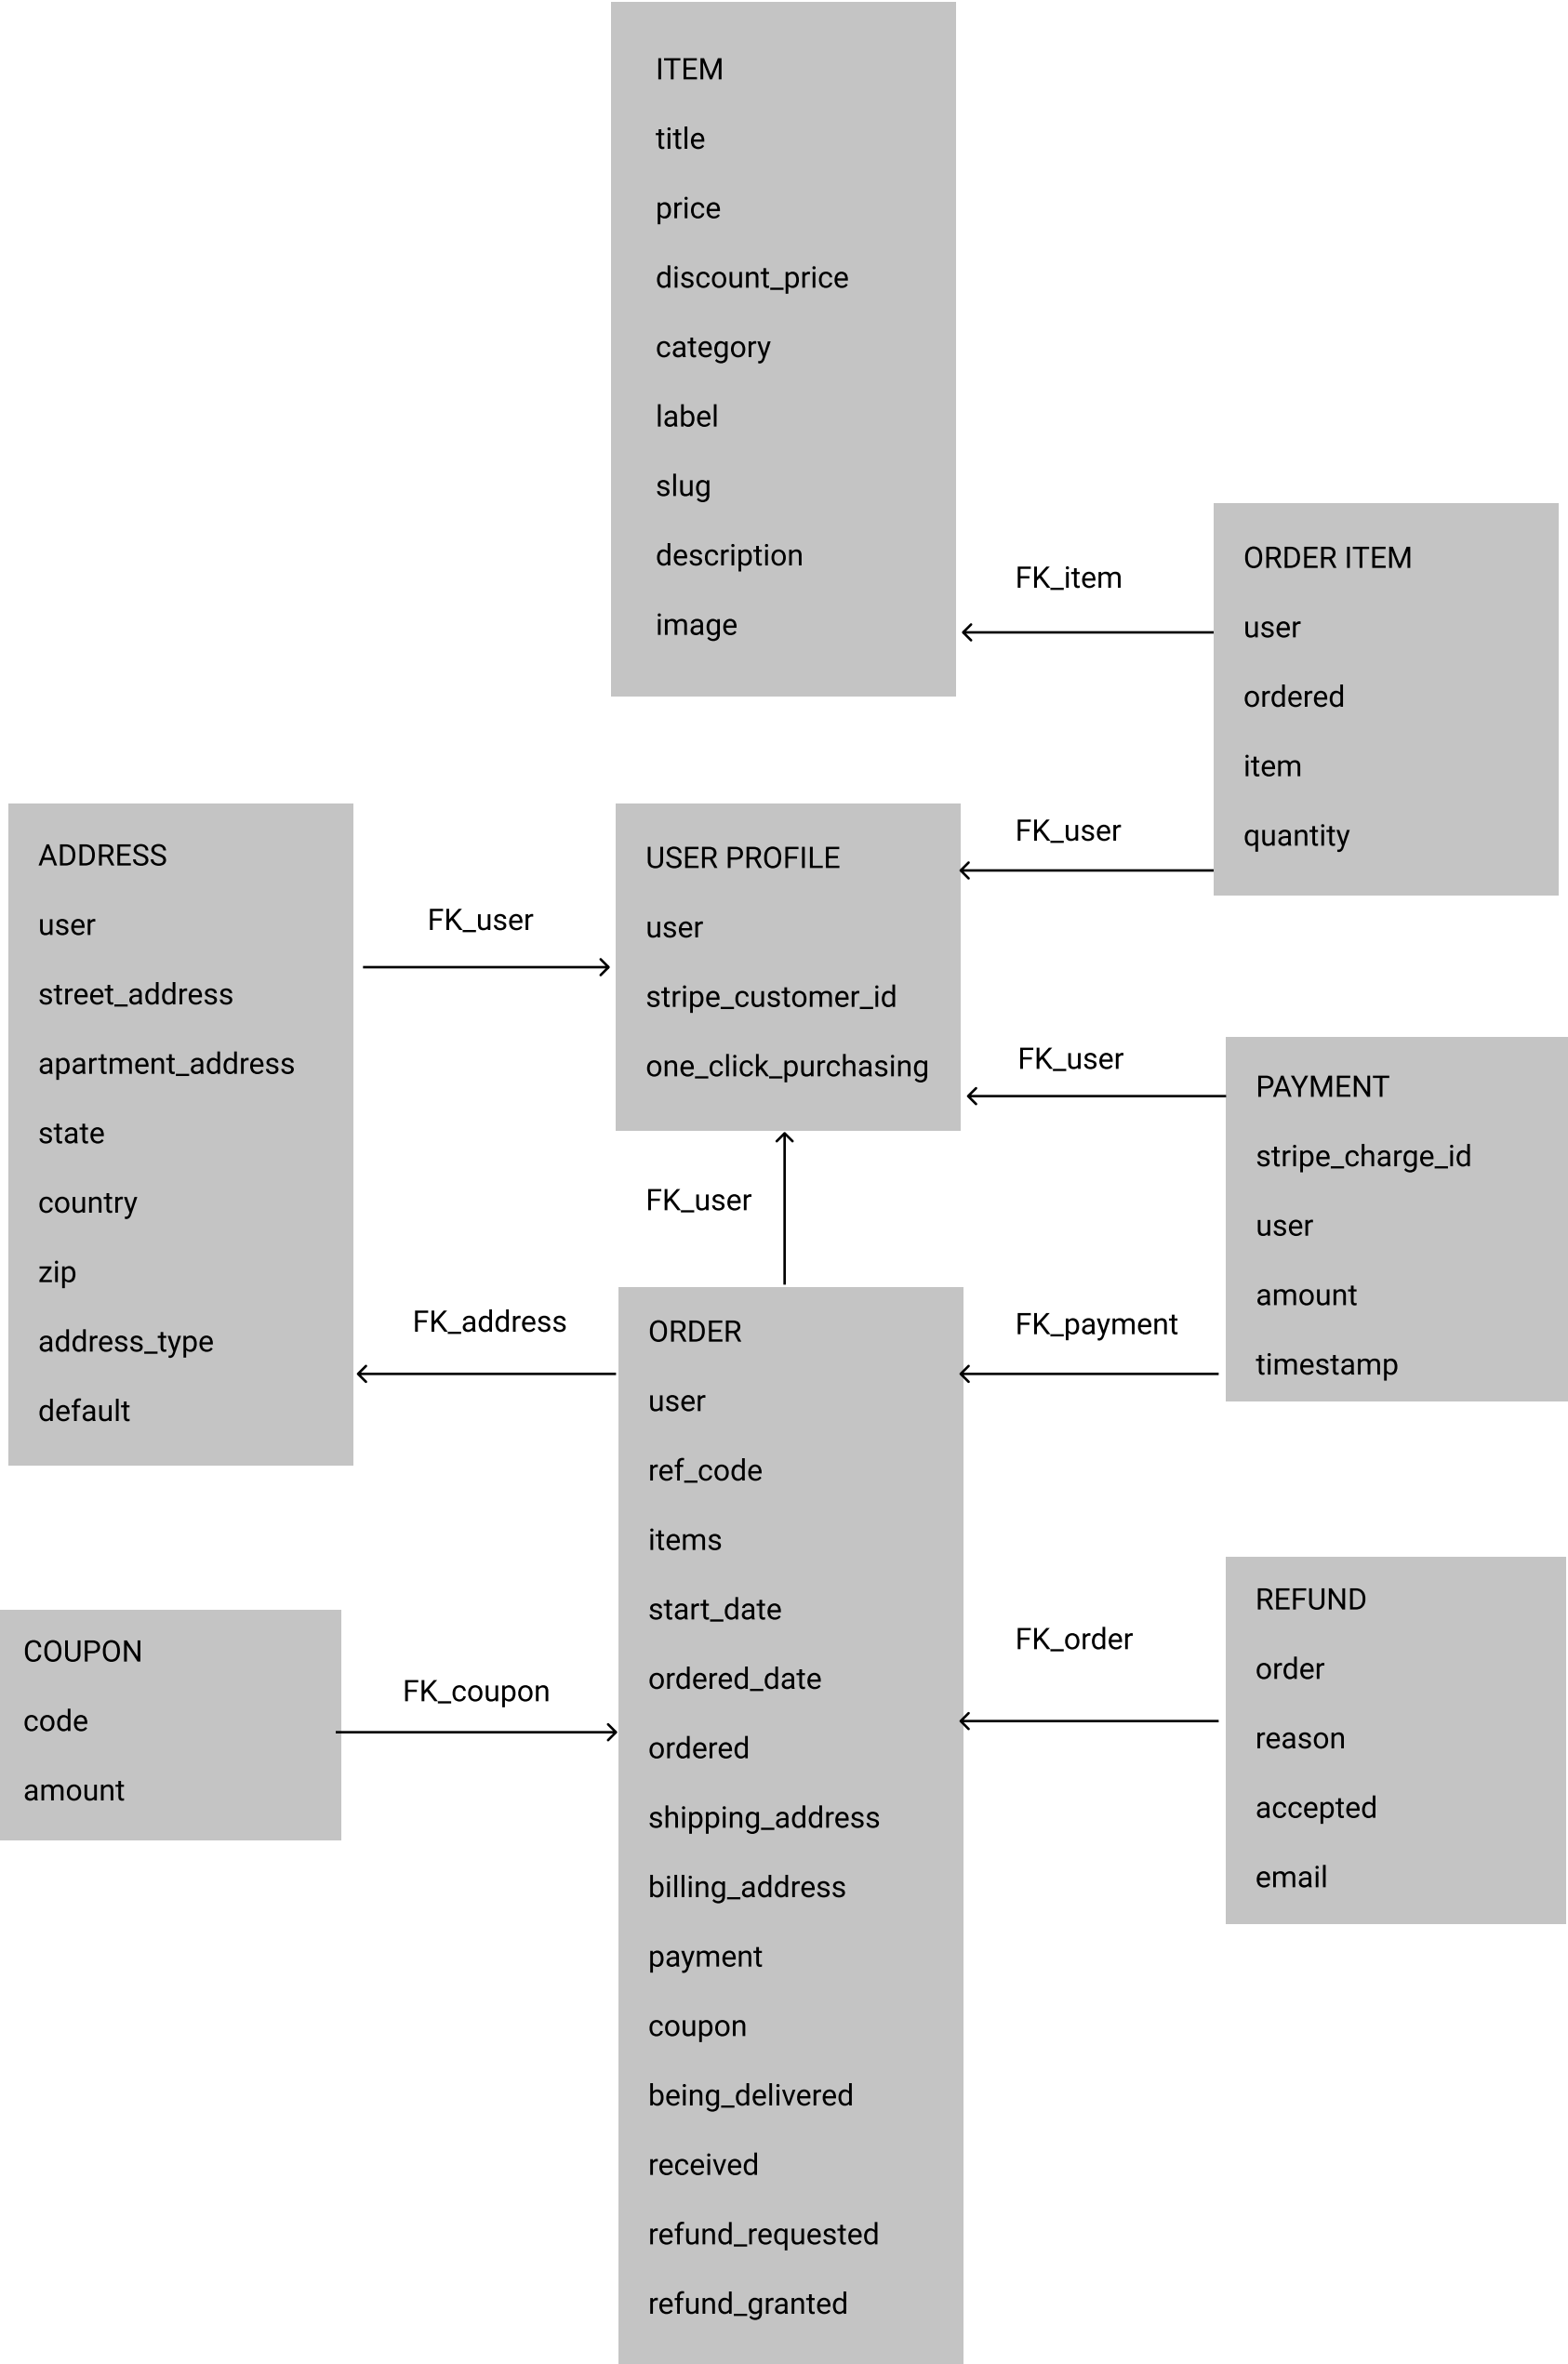 ITEM
title
price
discount_price
category
label
slug
description
image
FK_item
ORDER ITEM
user
ordered
item
quantity
ADDRESS
user
street_address
apartment_address
state
country
zip
address_type
default
FK_user
USER PROFILE
user
stripe_customer_id
one_click_purchasing
FK_user
FK_user
PAYMENT
stripe_charge_id
user
amount
timestamp
FK_user
FK_address
FK_payment
ORDER
user
ref_code
items
start_date
ordered_date
ordered
shipping_address
billing_address
payment
coupon
being_delivered
received
refund_requested
refund_granted
COUPON
code
amount
FK_coupon
FK_order
REFUND
order
reason
accepted
email